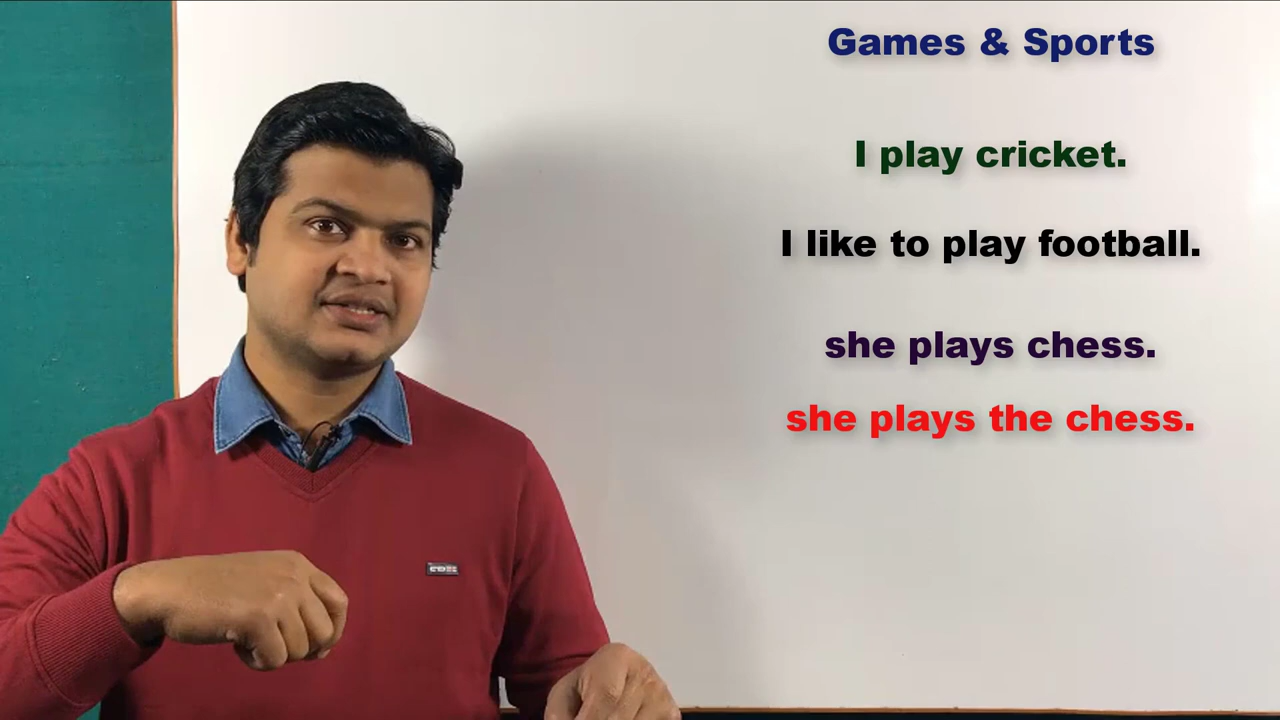 Games & Sports
I play cricket.
I like to play football.
she plays chess.
she plays the chess.